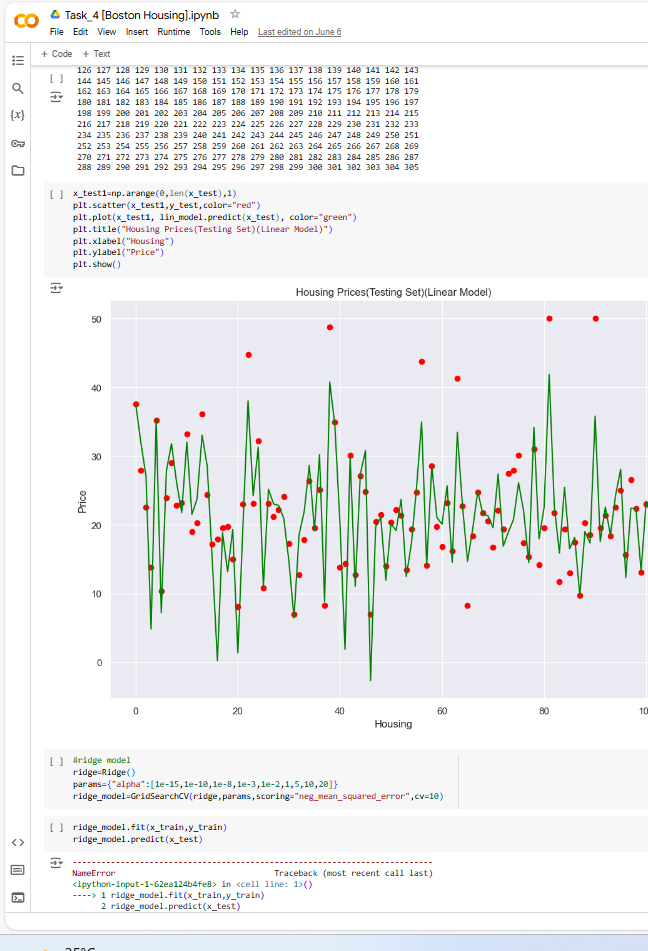 Task_4 [Boston Housing].ipynb
File Edit View Insert Runtime Tools Help Last edited on June 6
+ Code + Text
126 127 128 129 130 131 132 133 134 135 136 137 138 139 140 141 142 143
[ ] 144 145 146 147 148 149 150 151 152 153 154 155 156 157 158 159 160 161
162 163 164 165 166 167 168 169 170 171 172 173 174 175 176 177 178 179
180 181 182 183 184 185 186 187 188 189 190 191 192 193 194 195 196 197
198 199 200 201 202 203 204 205 206 207 208 209 210 211 212 213 214 215
216 217 218 219 220 221 222 223 224 225 226 227 228 229 230 231 232 233
234 235 236 237 238 239 240 241 242 243 244 245 246 247 248 249 250 251
252 253 254 255 256 257 258 259 260 261 262 263 264 265 266 267 268 269
270 271 272 273 274 275 276 277 278 279 280 281 282 283 284 285 286 287
288 289 290 291 292 293 294 295 296 297 298 299 300 301 302 303 304 305
[ ] x_test1=np.arange(0,len(x_test),1)
plt.scatter(x_test1,y_test,color="red")
plt.plot(x_test1, lin_model.predict(x_test), color="green")
plt.title("Housing Prices(Testing Set)(Linear Model)")
plt.xlabel("Housing")
plt.ylabel("Price")
plt.show()
Housing Prices(Testing Set)(Linear Model)
50
40
30
Price
20
10
0
0 20 40 60 80 10
Housing
[ ] #ridge model
ridge=Ridge()
params={"alpha":[1e-15,1e-10,1e-8,1e-3,1e-2,1,5,10,20]}
ridge_model=GridSearchCV(ridge,params,scoring="neg_mean_squared_error",cv=10)
[ ] ridge_model.fit(x_train,y_train)
ridge_model.predict(x_test)
---------------------------------------------------------------------------
NameError Traceback (most recent call last)
<ipython-input-1-62ea124b4fe8> in <cell line: 1>()
----> 1 ridge_model.fit(x_train,y_train)
2 ridge_model.predict(x_test)